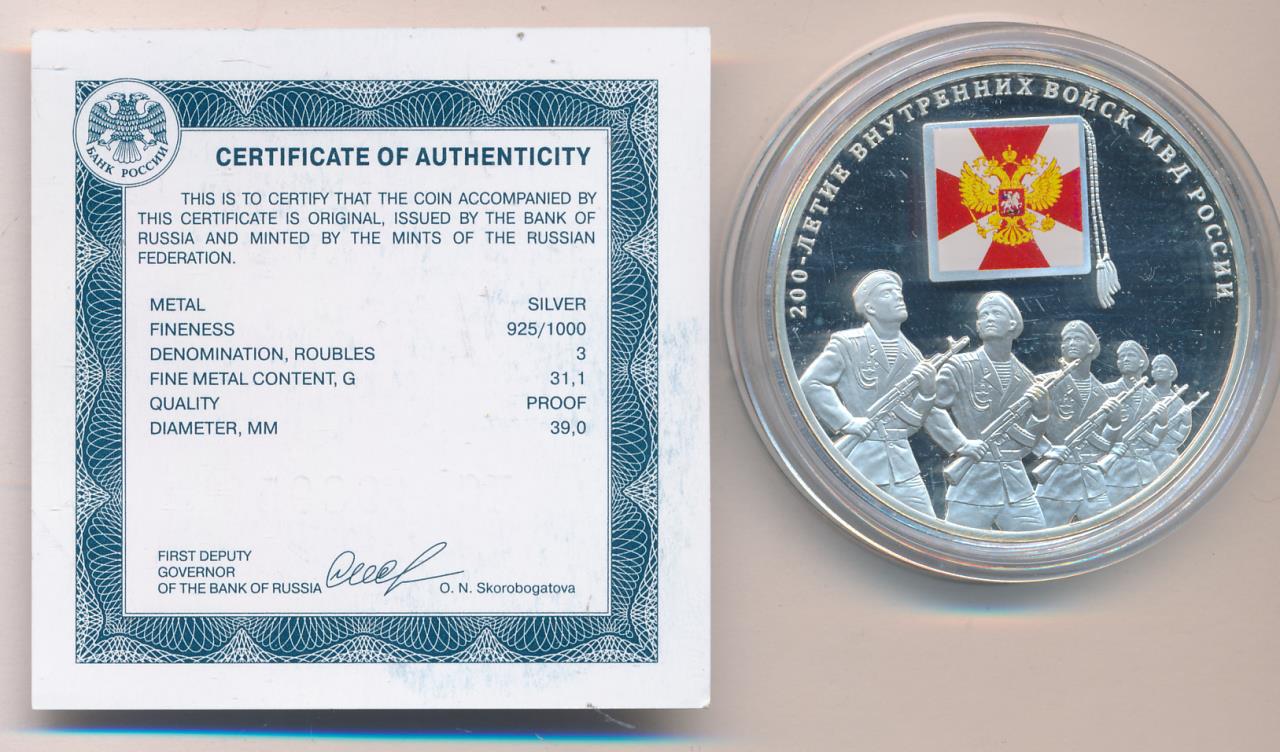 БАНК РОССИИ
CERTIFICATE OF AUTHENTICITY
THIS IS TO CERTIFY THAT THE COIN ACCOMPANIED BY
THIS CERTIFICATE IS ORIGINAL, ISSUED BY THE BANK OF
RUSSIA AND MINTED BY THE MINTS OF THE RUSSIAN
FEDERATION.
METAL SILVER
FINENESS 925/1000
DENOMINATION, ROUBLES 3
FINE METAL CONTENT, G 31,1
QUALITY PROOF
DIAMETER, MM 39,0
FIRST DEPUTY
GOVERNOR
OF THE BANK OF RUSSIA O. N. Skorobogatova
200-ЛЕТИЕ ВНУТРЕННИХ ВОЙСК МВД РОССИИ